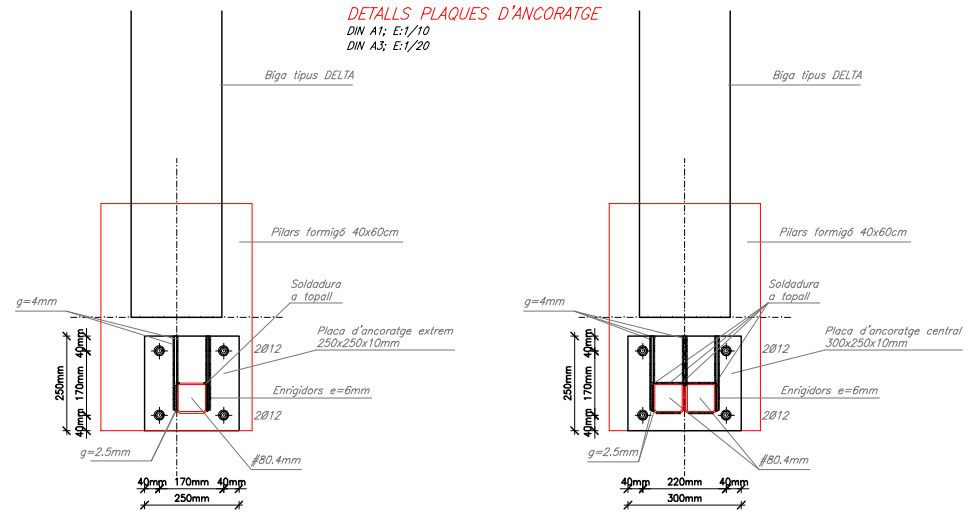 DETALLS PLAQUES D'ANCORATGE
DIN A1; E:1/10
DIN A3; E:1/20
Biga tipus DELTA
Pilars formigó 40x60cm
Soldadura
a topall
g=4mm
Placa d'ancoratge extrem
250x250x10mm
2Ø12
Enrigidors e=6mm
2Ø12
g=2.5mm
#80.4mm
250mm
40mm
170mm
40mm
40mm
170mm
40mm
250mm
Biga tipus DELTA
Pilars formigó 40x60cm
Soldadura
a topall
g=4mm
Placa d'ancoratge central
300x250x10mm
2Ø12
Enrigidors e=6mm
2Ø12
g=2.5mm
#80.4mm
250mm
40mm
170mm
40mm
40mm
220mm
40mm
300mm